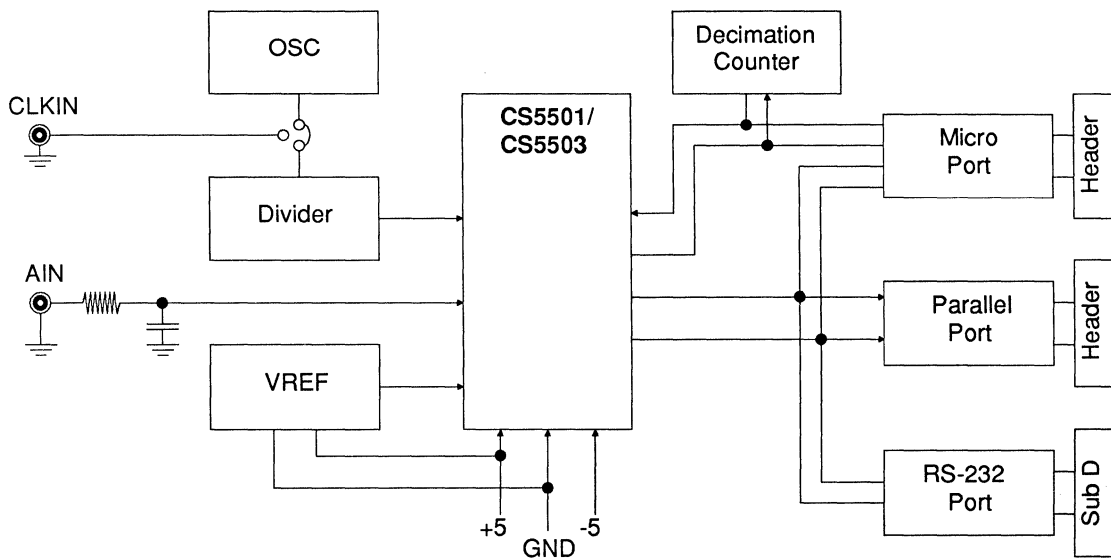 OSC
Decimation
Counter
CLKIN
CS5501/
CS5503
Micro
Port
Header
Divider
AIN
Parallel
Port
Header
VREF
RS-232
Port
Sub D
+5
GND
-5